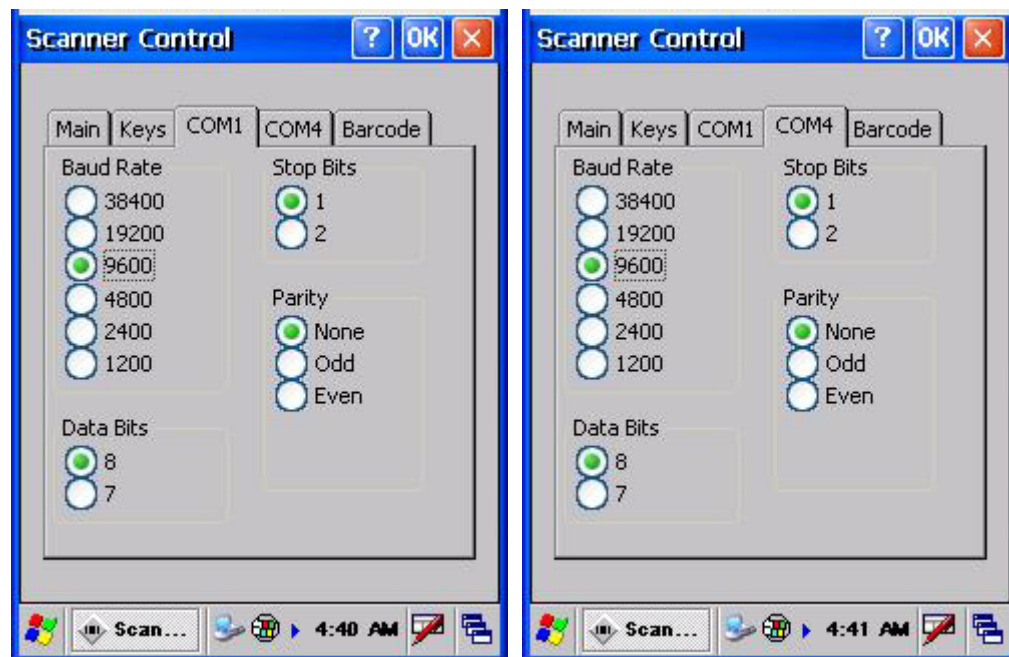 Scanner Control ? OK
Main Keys COM1 COM4 Barcode
Baud Rate
38400
19200
9600
4800
2400
1200
Data Bits
8
7
Stop Bits
1
2
Parity
None
Odd
Even
Scan... 4:40 AM
Scanner Control ? OK
Main Keys COM1 COM4 Barcode
Baud Rate
38400
19200
9600
4800
2400
1200
Data Bits
8
7
Stop Bits
1
2
Parity
None
Odd
Even
Scan... 4:41 AM